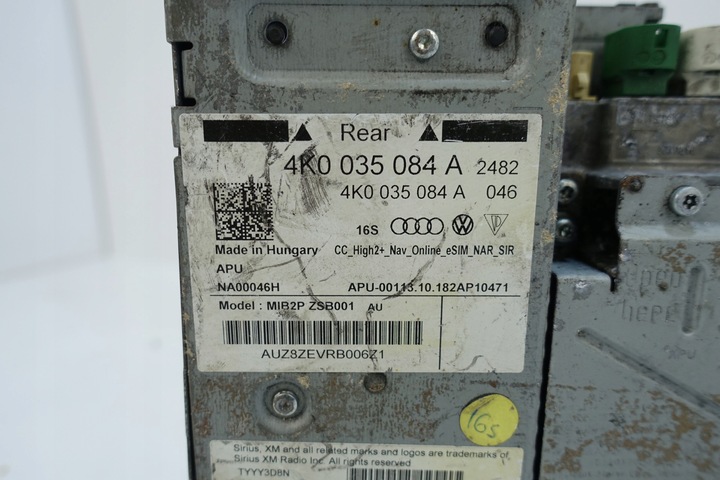 Rear
4K0 035 084 A 2482
4K0 035 084 A 046
16S
Made in Hungary CC_High2+_Nav_Online_eSIM_NAR_SIR
APU
NA00046H APU-00113.10.182AP10471
Model : MIB2P ZSB001 AU
AUZ8ZEVRB006Z1
16s
Sirius, XM and all related marks and logos are trademarks of
Sirius XM Radio Inc. All rights reserved
TYYY3D8N